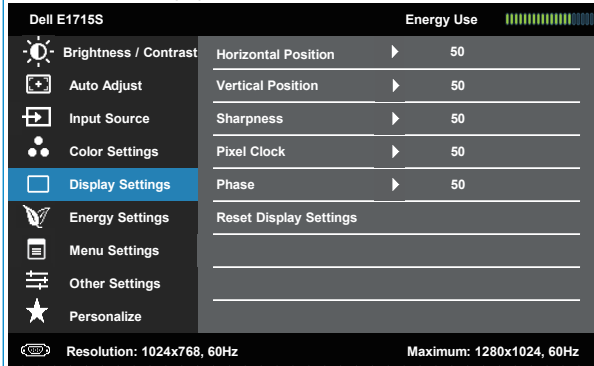 Dell E1715S Energy Use
Brightness / Contrast
Auto Adjust
Input Source
Color Settings
Display Settings
Energy Settings
Menu Settings
Other Settings
Personalize
Horizontal Position 50
Vertical Position 50
Sharpness 50
Pixel Clock 50
Phase 50
Reset Display Settings
Resolution: 1024x768, 60Hz Maximum: 1280x1024, 60Hz